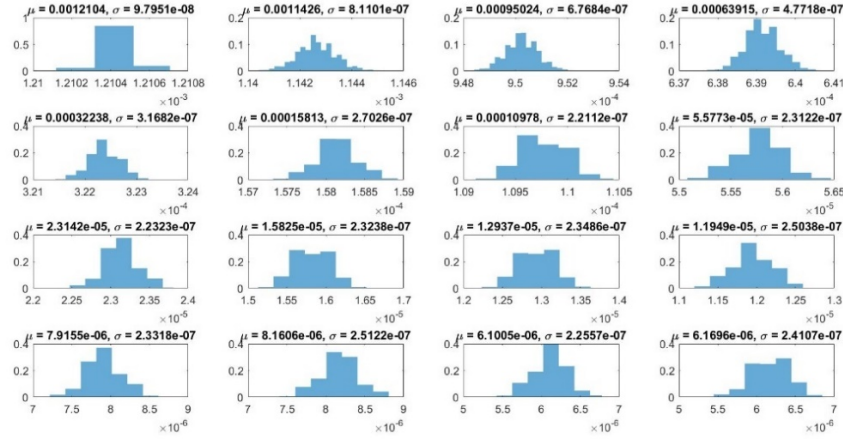 μ = 0.0012104, σ = 9.7951e-08
1
0.5
0
1.21 1.2102 1.2104 1.2106 1.2108
×10⁻³
μ = 0.0011426, σ = 8.1101e-07
0.2
0.1
0
1.14 1.142 1.144 1.146
×10⁻³
μ = 0.00095024, σ = 6.7684e-07
0.2
0.1
0
9.48 9.5 9.52 9.54
×10⁻⁴
μ = 0.00063915, σ = 4.7718e-07
0.2
0.1
0
6.37 6.38 6.39 6.4 6.41
×10⁻⁴
μ = 0.00032238, σ = 3.1682e-07
0.4
0.2
0
3.21 3.22 3.23 3.24
×10⁻⁴
μ = 0.00015813, σ = 2.7026e-07
0.4
0.2
0
1.57 1.575 1.58 1.585 1.59
×10⁻⁴
μ = 0.00010978, σ = 2.2112e-07
0.4
0.2
0
1.09 1.095 1.1 1.105
×10⁻⁴
μ = 5.5773e-05, σ = 2.3122e-07
0.4
0.2
0
5.5 5.55 5.6 5.65
×10⁻⁵
μ = 2.3142e-05, σ = 2.2323e-07
0.4
0.2
0
2.2 2.3 2.4 2.5
×10⁻⁵
μ = 1.5825e-05, σ = 2.3238e-07
0.4
0.2
0
1.5 1.55 1.6 1.65 1.7
×10⁻⁵
μ = 1.2937e-05, σ = 2.3486e-07
0.4
0.2
0
1.2 1.25 1.3 1.35 1.4
×10⁻⁵
μ = 1.1949e-05, σ = 2.5038e-07
0.4
0.2
0
1.1 1.15 1.2 1.25 1.3
×10⁻⁵
μ = 7.9155e-06, σ = 2.3318e-07
0.4
0.2
0
7 7.5 8 8.5 9
×10⁻⁶
μ = 8.1606e-06, σ = 2.5122e-07
0.4
0.2
0
7 7.5 8 8.5 9
×10⁻⁶
μ = 6.1005e-06, σ = 2.2557e-07
0.4
0.2
0
5 5.5 6 6.5 7
×10⁻⁶
μ = 6.1696e-06, σ = 2.4107e-07
0.4
0.2
0
5 5.5 6 6.5 7
×10⁻⁶